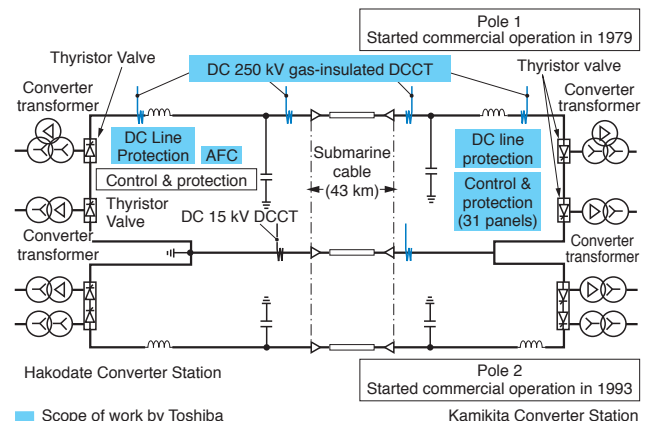 Pole 1
Started commercial operation in 1979
Thyristor Valve
DC 250 kV gas-insulated DCCT
Thyristor valve
Converter
transformer
Converter
transformer
DC Line
Protection
AFC
Control & protection
Submarine
cable
(43 km)
DC line
protection
Control &
protection
(31 panels)
Thyristor
Valve
DC 15 kV DCCT
Converter
transformer
Converter
transformer
Hakodate Converter Station
Pole 2
Started commercial operation in 1993
Scope of work by Toshiba
Kamikita Converter Station